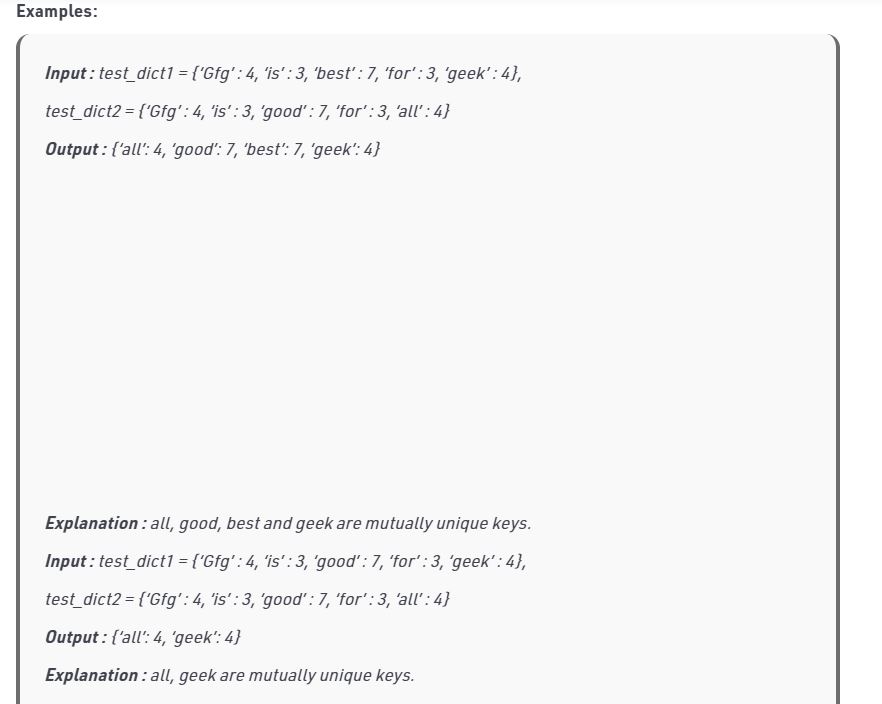 Examples:
Input : test_dict1 = {‘Gfg’ : 4, ‘is’ : 3, ‘best’ : 7, ‘for’ : 3, ‘geek’ : 4},
test_dict2 = {‘Gfg’ : 4, ‘is’ : 3, ‘good’ : 7, ‘for’ : 3, ‘all’ : 4}
Output : {‘all’: 4, ‘good’: 7, ‘best’: 7, ‘geek’: 4}
Explanation : all, good, best and geek are mutually unique keys.
Input : test_dict1 = {‘Gfg’ : 4, ‘is’ : 3, ‘good’ : 7, ‘for’ : 3, ‘geek’ : 4},
test_dict2 = {‘Gfg’ : 4, ‘is’ : 3, ‘good’ : 7, ‘for’ : 3, ‘all’ : 4}
Output : {‘all’: 4, ‘geek’: 4}
Explanation : all, geek are mutually unique keys.